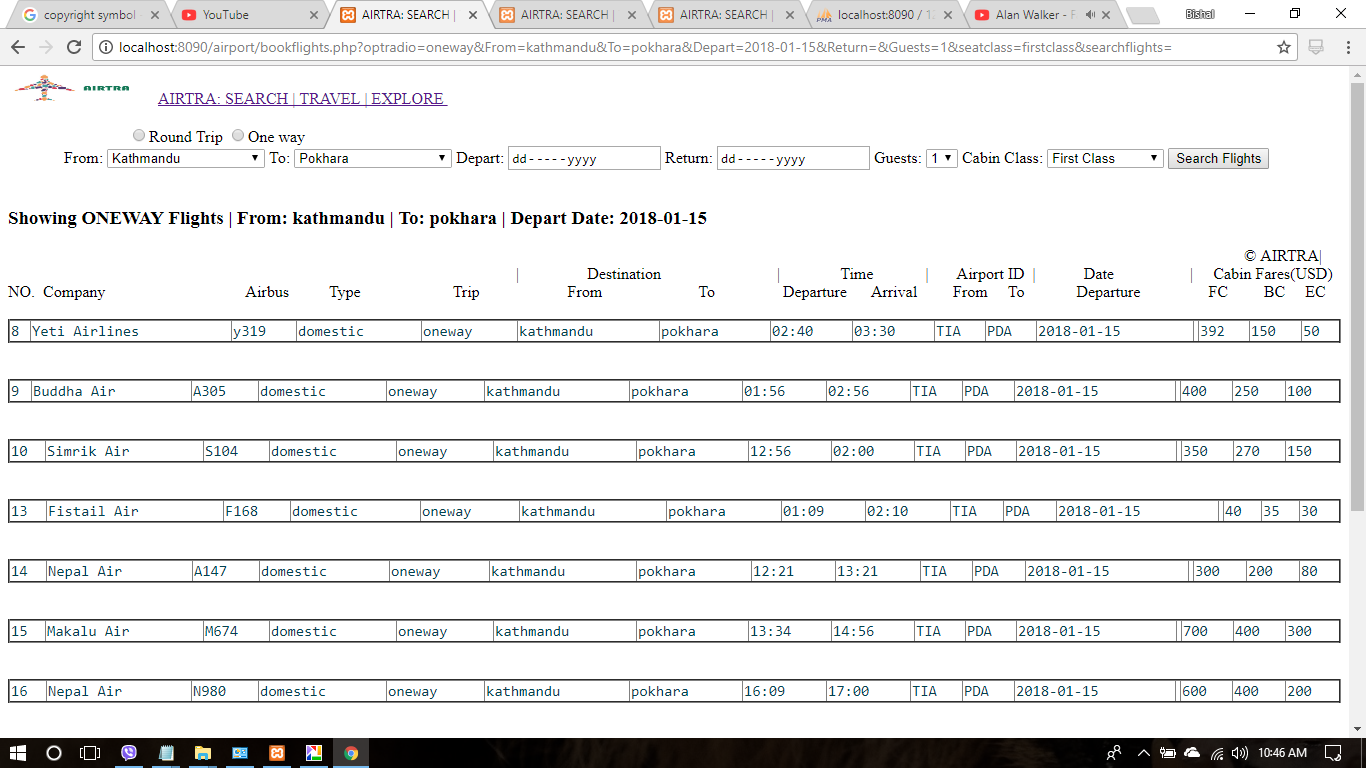 copyright symbol
YouTube
AIRTRA: SEARCH |
AIRTRA: SEARCH |
AIRTRA: SEARCH |
localhost:8090 / 12
Alan Walker - F
Bishal
localhost:8090/airport/bookflights.php?optradio=oneway&From=kathmandu&To=pokhara&Depart=2018-01-15&Return=&Guests=1&seatclass=firstclass&searchflights=
AIRTRA AIRTRA: SEARCH | TRAVEL | EXPLORE
Round Trip One way
From: Kathmandu To: Pokhara Depart: dd-----yyyy Return: dd-----yyyy Guests: 1 Cabin Class: First Class Search Flights
Showing ONEWAY Flights | From: kathmandu | To: pokhara | Depart Date: 2018-01-15
© AIRTRA|
| Destination | Time | Airport ID | Date | Cabin Fares(USD)
NO. Company Airbus Type Trip From To Departure Arrival From To Departure FC BC EC
8 Yeti Airlines y319 domestic oneway kathmandu pokhara 02:40 03:30 TIA PDA 2018-01-15 392 150 50
9 Buddha Air A305 domestic oneway kathmandu pokhara 01:56 02:56 TIA PDA 2018-01-15 400 250 100
10 Simrik Air S104 domestic oneway kathmandu pokhara 12:56 02:00 TIA PDA 2018-01-15 350 270 150
13 Fistail Air F168 domestic oneway kathmandu pokhara 01:09 02:10 TIA PDA 2018-01-15 40 35 30
14 Nepal Air A147 domestic oneway kathmandu pokhara 12:21 13:21 TIA PDA 2018-01-15 300 200 80
15 Makalu Air M674 domestic oneway kathmandu pokhara 13:34 14:56 TIA PDA 2018-01-15 700 400 300
16 Nepal Air N980 domestic oneway kathmandu pokhara 16:09 17:00 TIA PDA 2018-01-15 600 400 200
10:46 AM